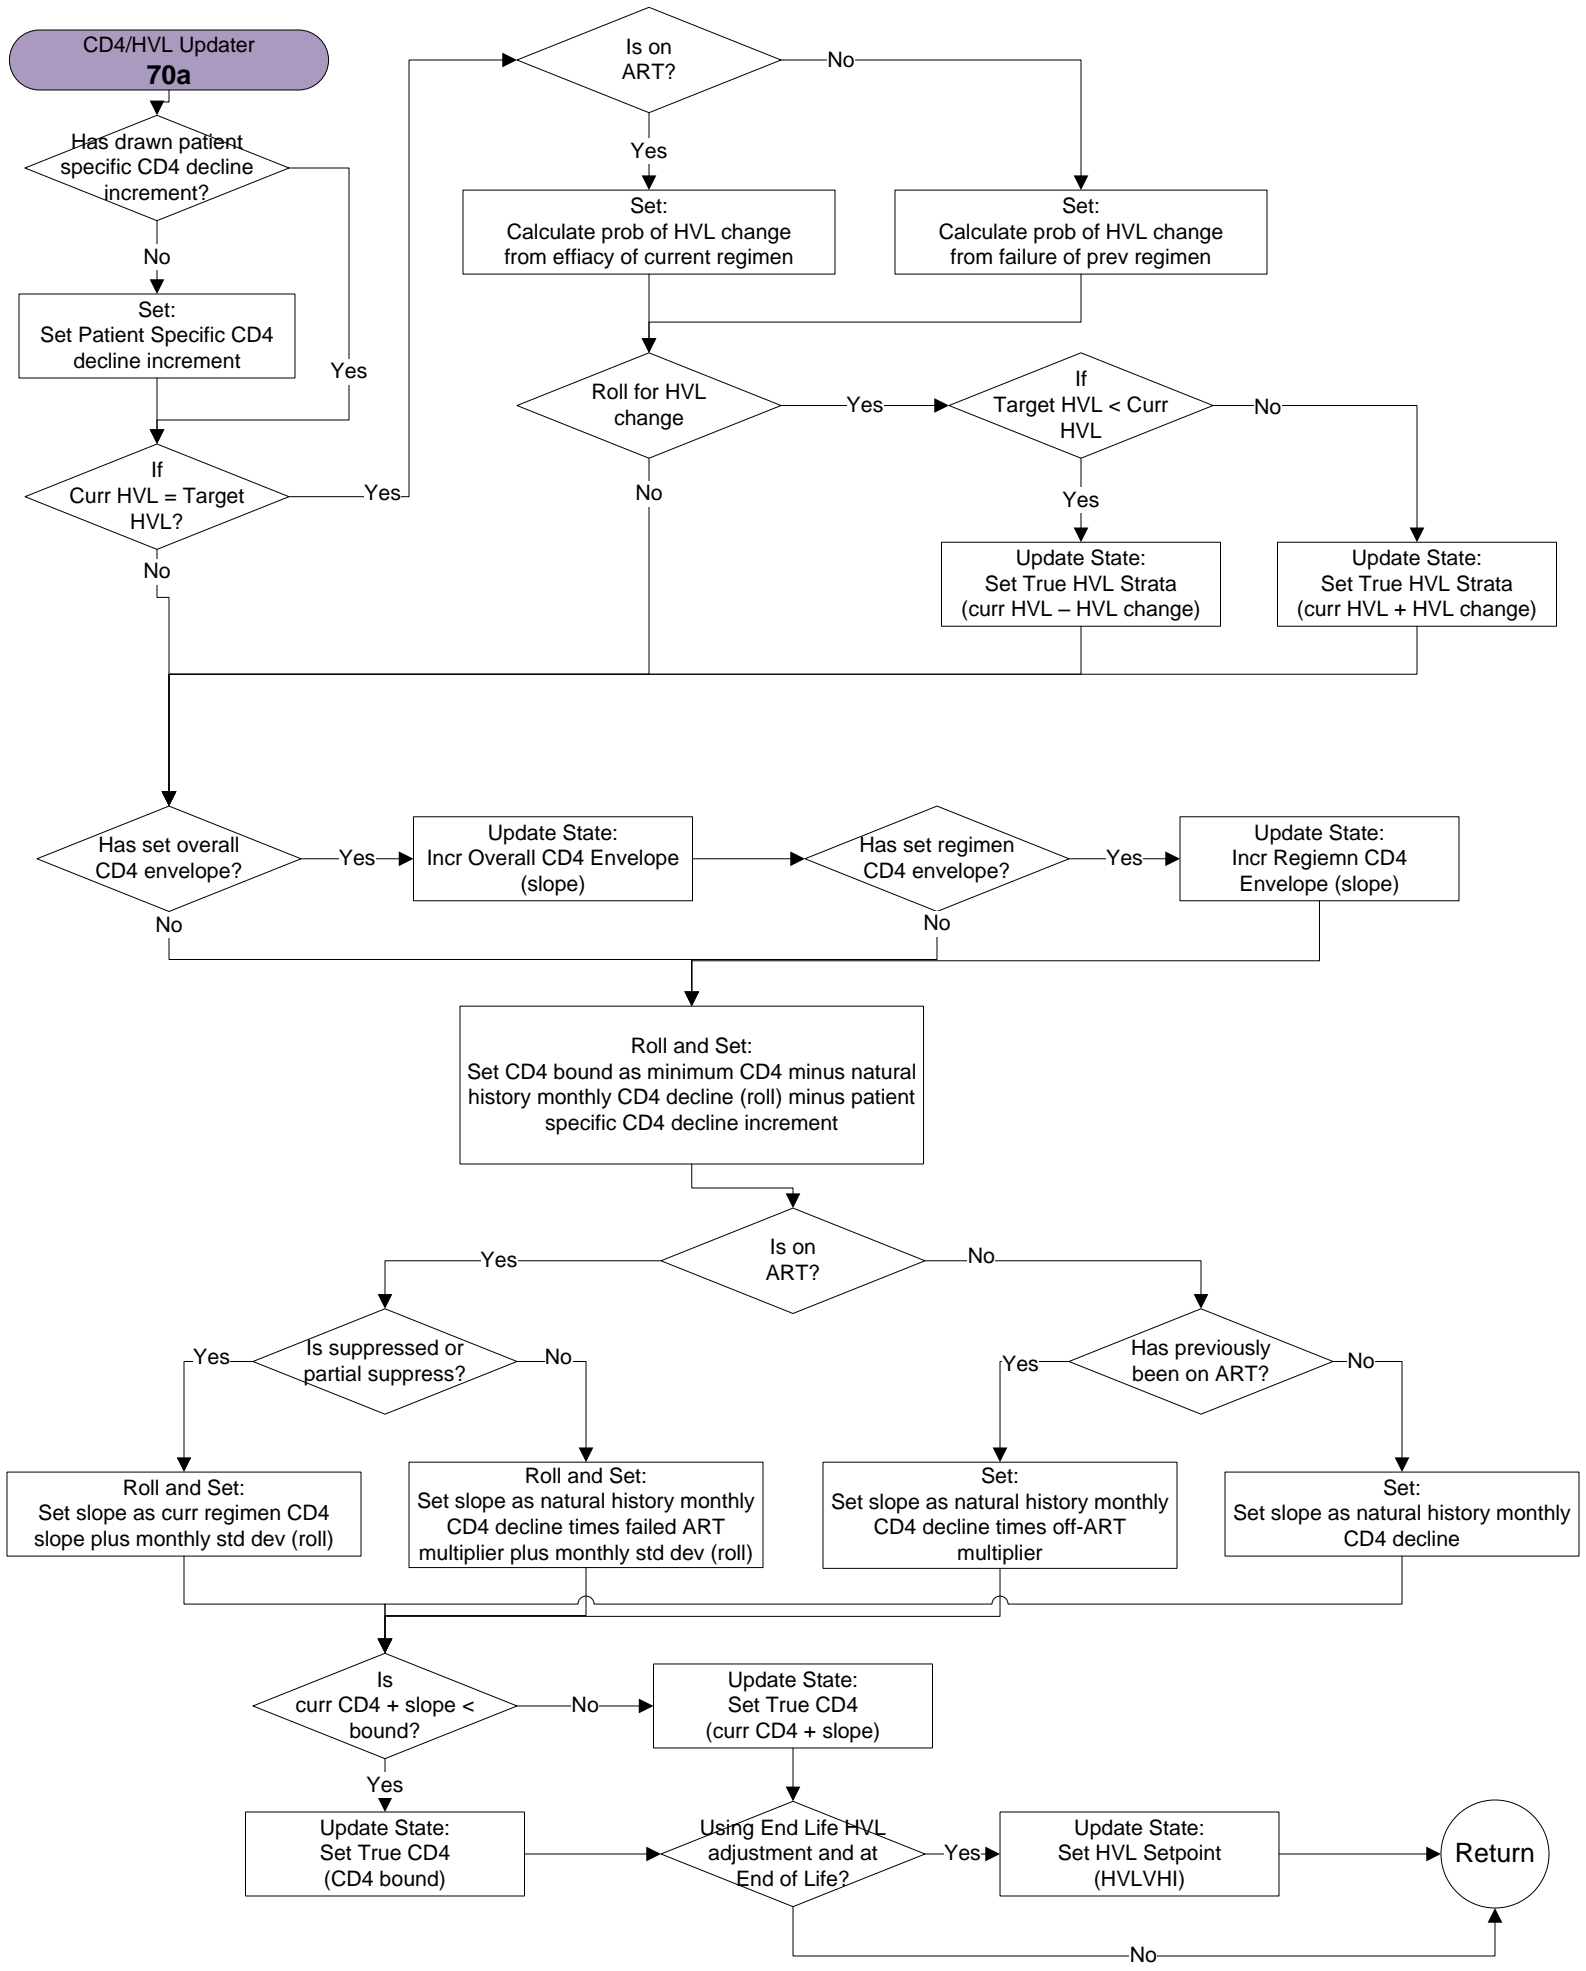 CD4/HVL Updater
70a
Has drawn patient
specific CD4 decline
increment?
No
Yes
Set:
Set Patient Specific CD4
decline increment
If
Curr HVL = Target
HVL?
Yes
No
Is on
ART?
No
Yes
Set:
Calculate prob of HVL change
from effiacy of current regimen
Set:
Calculate prob of HVL change
from failure of prev regimen
Roll for HVL
change
Yes
No
If
Target HVL < Curr
HVL
No
Yes
Update State:
Set True HVL Strata
(curr HVL – HVL change)
Update State:
Set True HVL Strata
(curr HVL + HVL change)
Has set overall
CD4 envelope?
Yes
No
Update State:
Incr Overall CD4 Envelope
(slope)
Has set regimen
CD4 envelope?
Yes
No
Update State:
Incr Regiemn CD4
Envelope (slope)
Roll and Set:
Set CD4 bound as minimum CD4 minus natural
history monthly CD4 decline (roll) minus patient
specific CD4 decline increment
Is on
ART?
Yes
No
Is suppressed or
partial suppress?
Yes
No
Has previously
been on ART?
Yes
No
Roll and Set:
Set slope as curr regimen CD4
slope plus monthly std dev (roll)
Roll and Set:
Set slope as natural history monthly
CD4 decline times failed ART
multiplier plus monthly std dev (roll)
Set:
Set slope as natural history monthly
CD4 decline times off-ART
multiplier
Set:
Set slope as natural history monthly
CD4 decline
Is
curr CD4 + slope <
bound?
No
Yes
Update State:
Set True CD4
(curr CD4 + slope)
Update State:
Set True CD4
(CD4 bound)
Using End Life HVL
adjustment and at
End of Life?
Yes
No
Update State:
Set HVL Setpoint
(HVLVHI)
Return